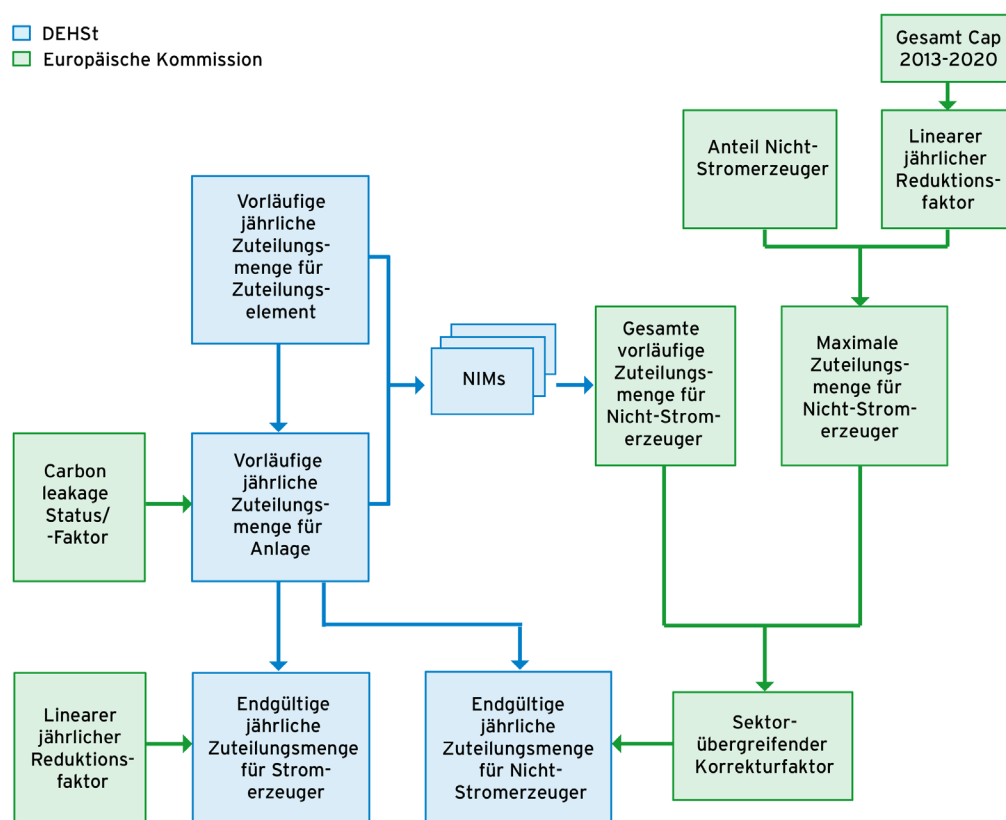 DEHSt
Europäische Kommission
Gesamt Cap
2013-2020
Anteil Nicht-
Stromerzeuger
Linearer
jährlicher
Reduktions-
faktor
Vorläufige
jährliche
Zuteilungs-
menge für
Zuteilungs-
element
NIMs
Gesamte
vorläufige
Zuteilungs-
menge für
Nicht-Strom-
erzeuger
Maximale
Zuteilungs-
menge für
Nicht-Strom-
erzeuger
Carbon
leakage
Status/
-Faktor
Vorläufige
jährliche
Zuteilungs-
menge für
Anlage
Linearer
jährlicher
Reduktions-
faktor
Endgültige
jährliche
Zuteilungsmenge
für Strom-
erzeuger
Endgültige
jährliche
Zuteilungsmenge
für Nicht-
Stromerzeuger
Sektor-
übergreifender
Korrekturfaktor